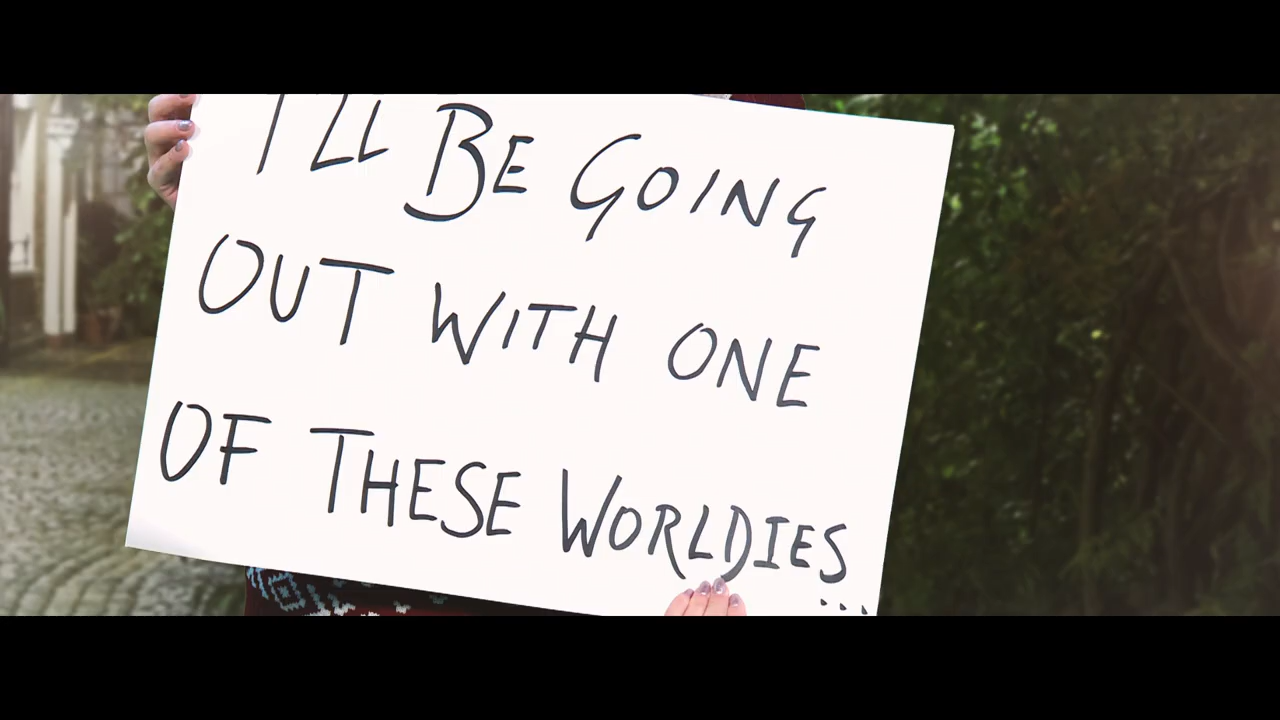 I'LL BE GOING
OUT WITH ONE
OF THESE WORLDIES
...